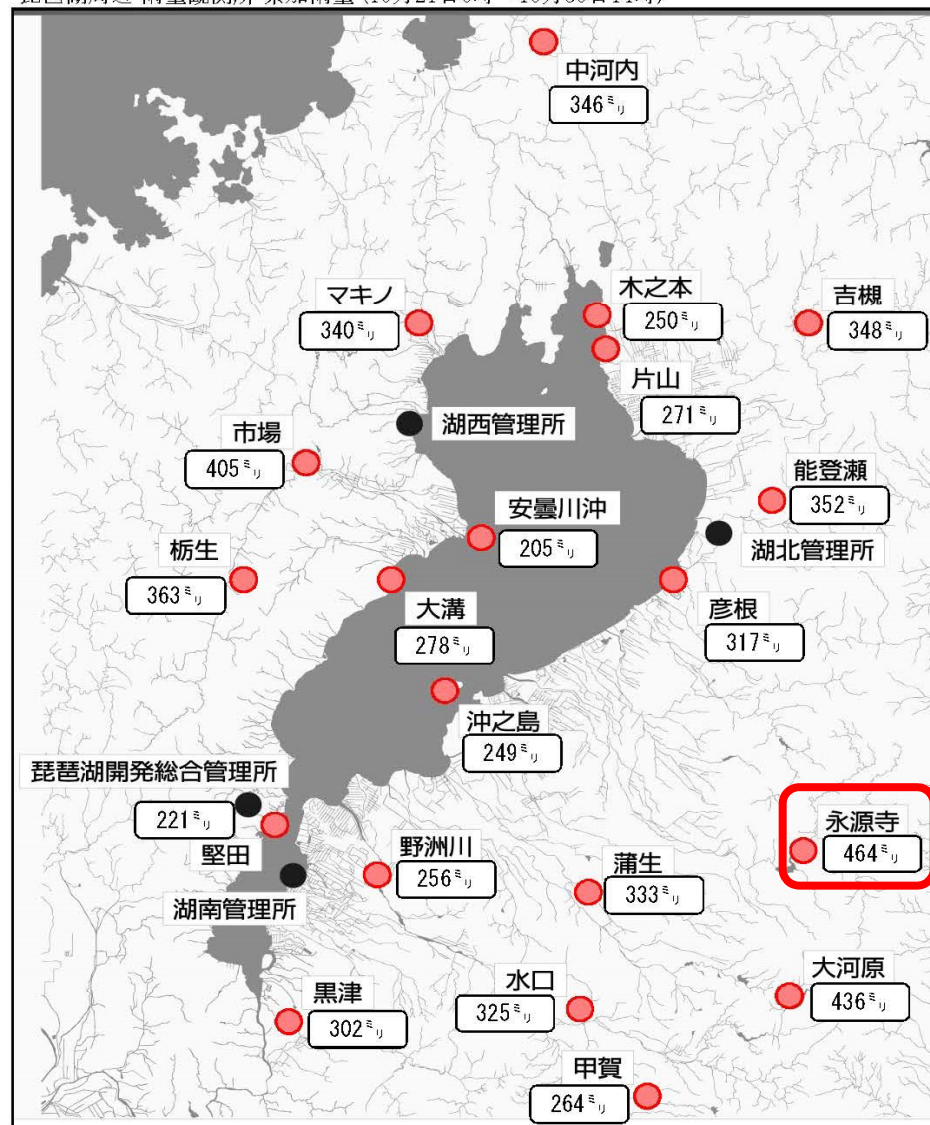 中河内
346ミリ
マキノ
340ミリ
木之本
250ミリ
吉槻
348ミリ
片山
271ミリ
湖西管理所
市場
405ミリ
能登瀬
352ミリ
安曇川沖
205ミリ
湖北管理所
栃生
363ミリ
大溝
278ミリ
彦根
317ミリ
沖之島
249ミリ
琵琶湖開発総合管理所
221ミリ
堅田
永源寺
464ミリ
野洲川
256ミリ
蒲生
333ミリ
湖南管理所
大河原
436ミリ
水口
325ミリ
黒津
302ミリ
甲賀
264ミリ